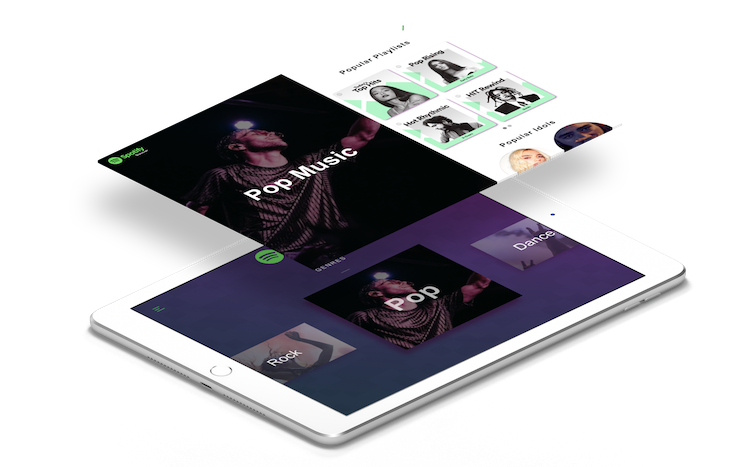 Popular Playlists
Top Hits
Pop Rising
Hot Rhythmic
HIT Rewind
Popular Idols
Spotify
Pop Music
GENRES
Rock
Pop
Dance